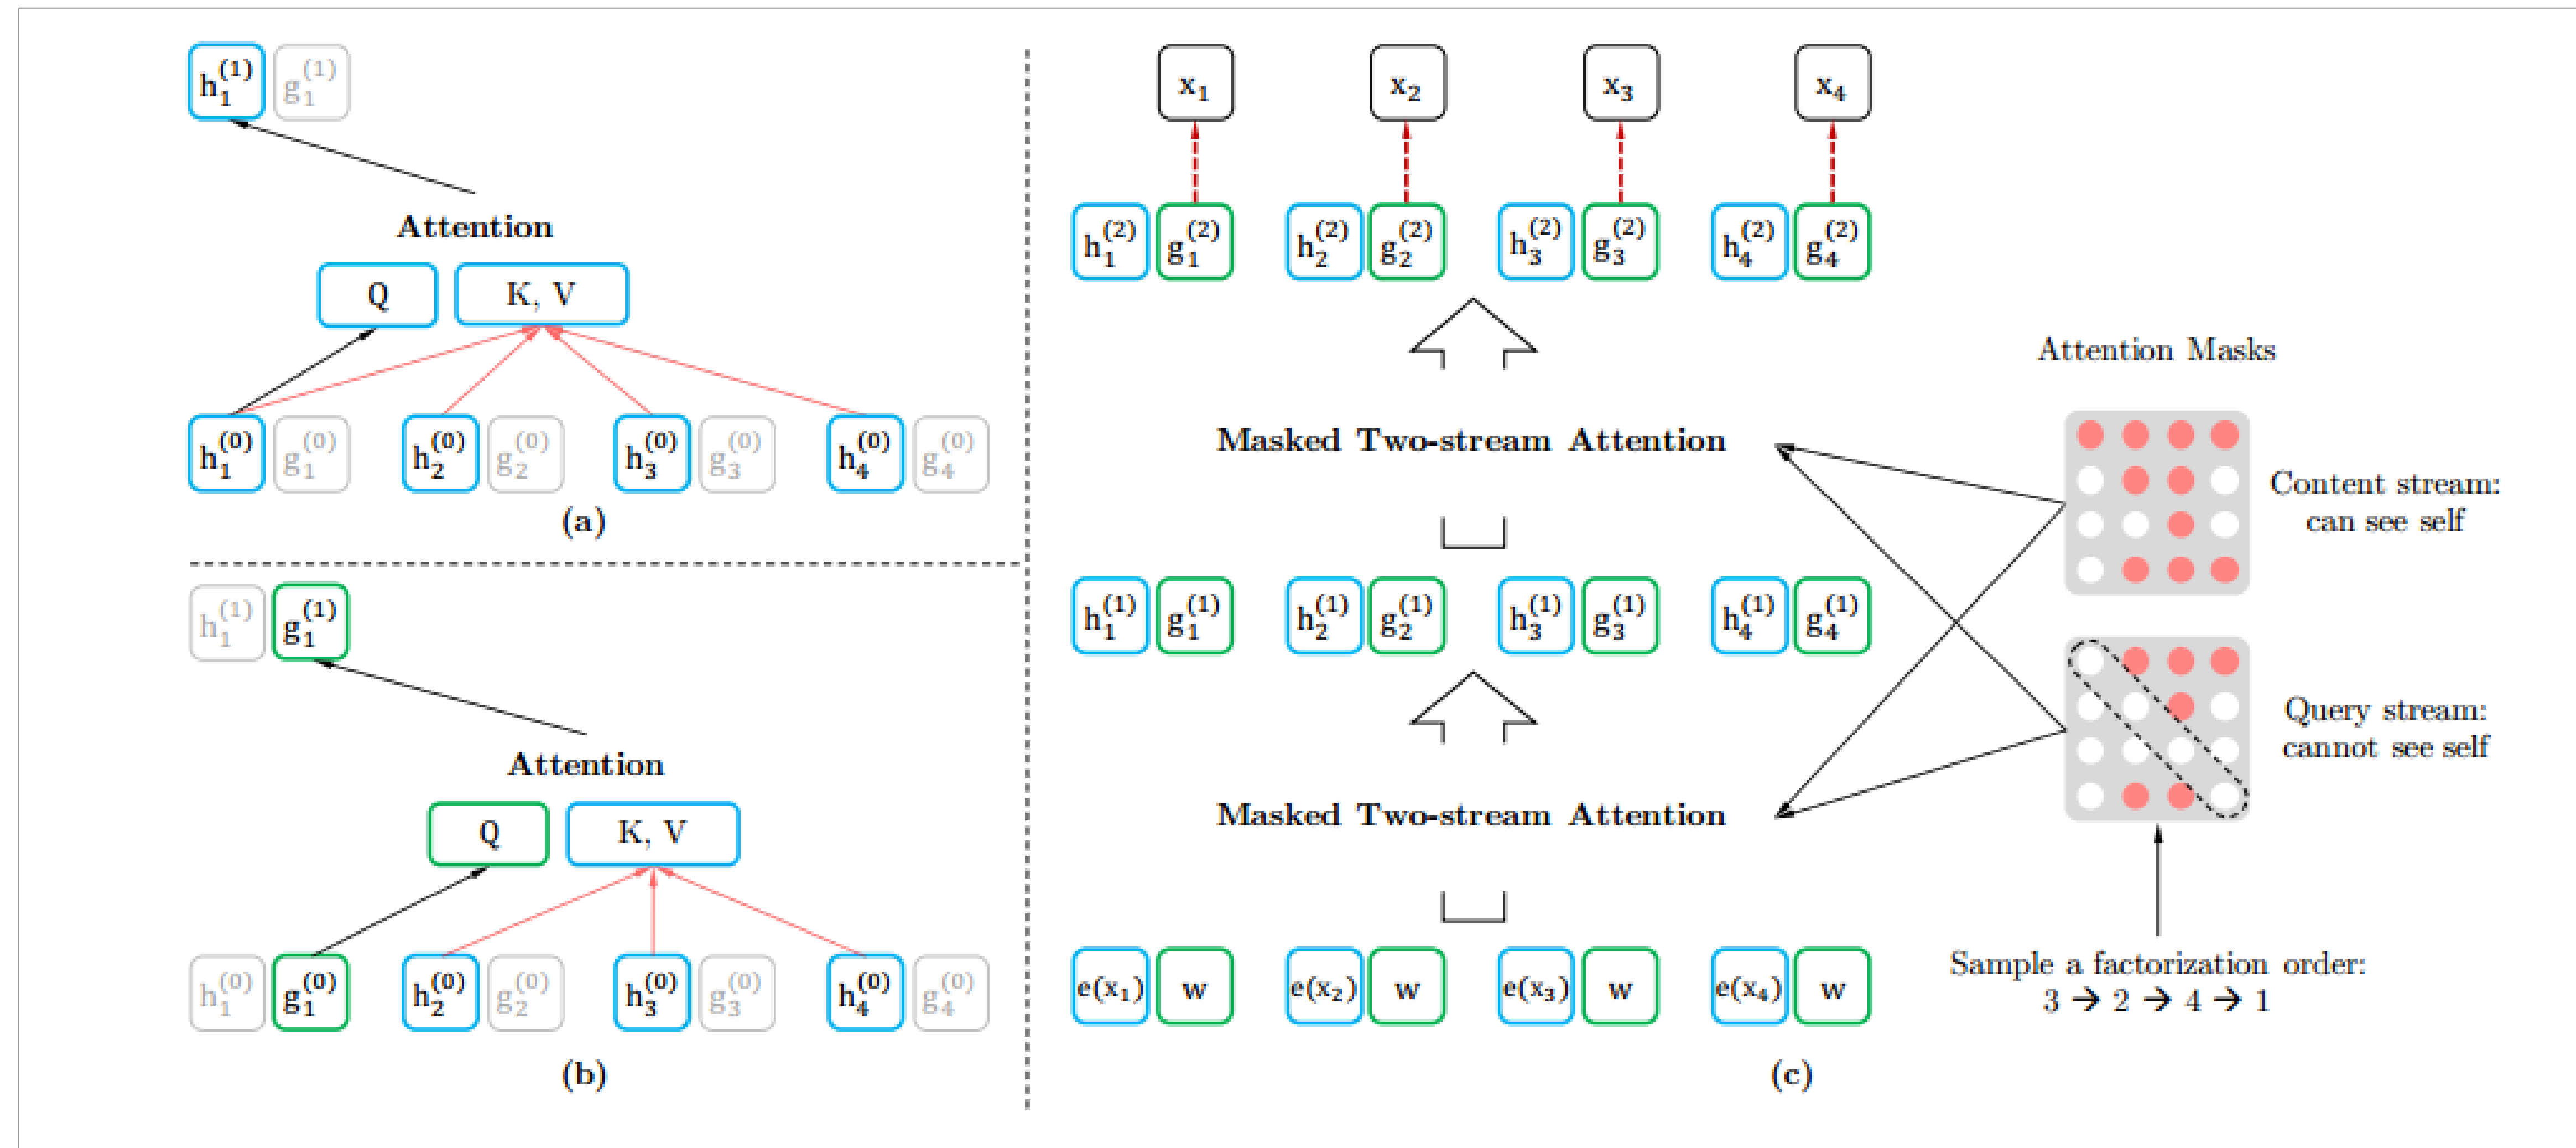 h₁⁽¹⁾ g₁⁽¹⁾
Attention
Q K, V
h₁⁽⁰⁾ g₁⁽⁰⁾ h₂⁽⁰⁾ g₂⁽⁰⁾ h₃⁽⁰⁾ g₃⁽⁰⁾ h₄⁽⁰⁾ g₄⁽⁰⁾
(a)
h₁⁽¹⁾ g₁⁽¹⁾
Attention
Q K, V
h₁⁽⁰⁾ g₁⁽⁰⁾ h₂⁽⁰⁾ g₂⁽⁰⁾ h₃⁽⁰⁾ g₃⁽⁰⁾ h₄⁽⁰⁾ g₄⁽⁰⁾
(b)
x₁ x₂ x₃ x₄
h₁⁽²⁾ g₁⁽²⁾ h₂⁽²⁾ g₂⁽²⁾ h₃⁽²⁾ g₃⁽²⁾ h₄⁽²⁾ g₄⁽²⁾
Masked Two-stream Attention
h₁⁽¹⁾ g₁⁽¹⁾ h₂⁽¹⁾ g₂⁽¹⁾ h₃⁽¹⁾ g₃⁽¹⁾ h₄⁽¹⁾ g₄⁽¹⁾
Masked Two-stream Attention
e(x₁) w e(x₂) w e(x₃) w e(x₄) w
Attention Masks
Content stream:
can see self
Query stream:
cannot see self
Sample a factorization order:
3 → 2 → 4 → 1
(c)